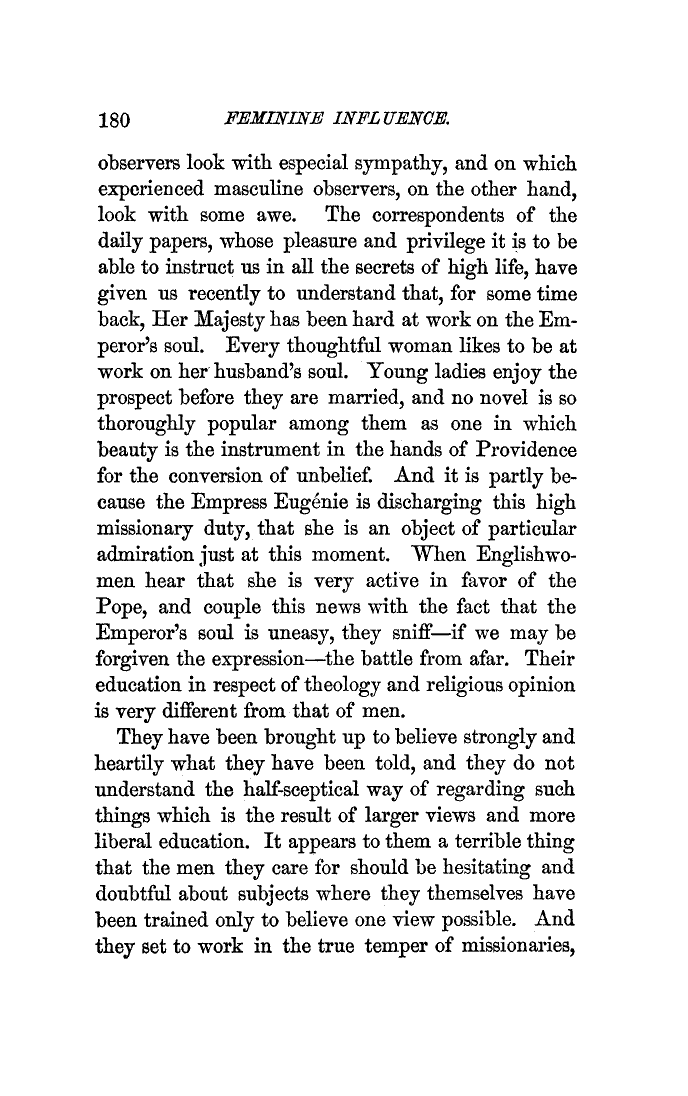 180 FEMININE INFLUENCE.
observers look with especial sympathy, and on which
experienced masculine observers, on the other hand,
look with some awe. The correspondents of the
daily papers, whose pleasure and privilege it is to be
able to instruct us in all the secrets of high life, have
given us recently to understand that, for some time
back, Her Majesty has been hard at work on the Em-
peror's soul. Every thoughtful woman likes to be at
work on her husband's soul. Young ladies enjoy the
prospect before they are married, and no novel is so
thoroughly popular among them as one in which
beauty is the instrument in the hands of Providence
for the conversion of unbelief. And it is partly be-
cause the Empress Eugénie is discharging this high
missionary duty, that she is an object of particular
admiration just at this moment. When Englishwo-
men hear that she is very active in favor of the
Pope, and couple this news with the fact that the
Emperor's soul is uneasy, they sniff—if we may be
forgiven the expression—the battle from afar. Their
education in respect of theology and religious opinion
is very different from that of men.
They have been brought up to believe strongly and
heartily what they have been told, and they do not
understand the half-sceptical way of regarding such
things which is the result of larger views and more
liberal education. It appears to them a terrible thing
that the men they care for should be hesitating and
doubtful about subjects where they themselves have
been trained only to believe one view possible. And
they set to work in the true temper of missionaries,